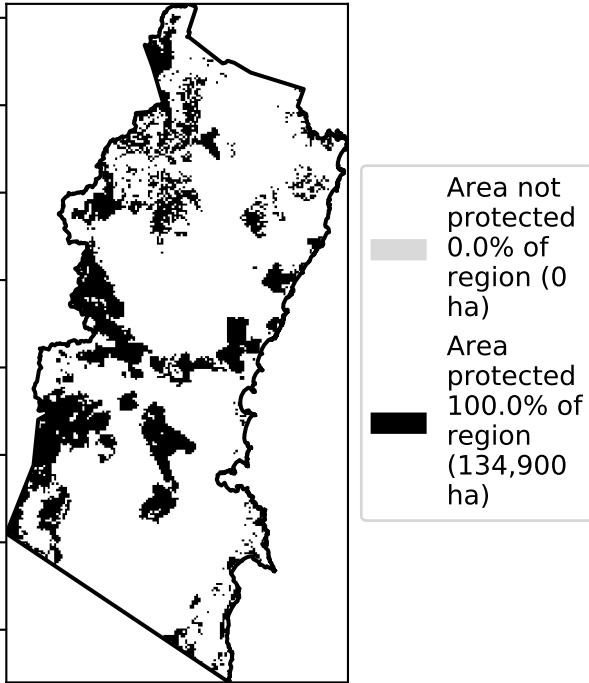 Area not
protected
0.0% of
region (0
ha)
Area
protected
100.0% of
region
(134,900
ha)